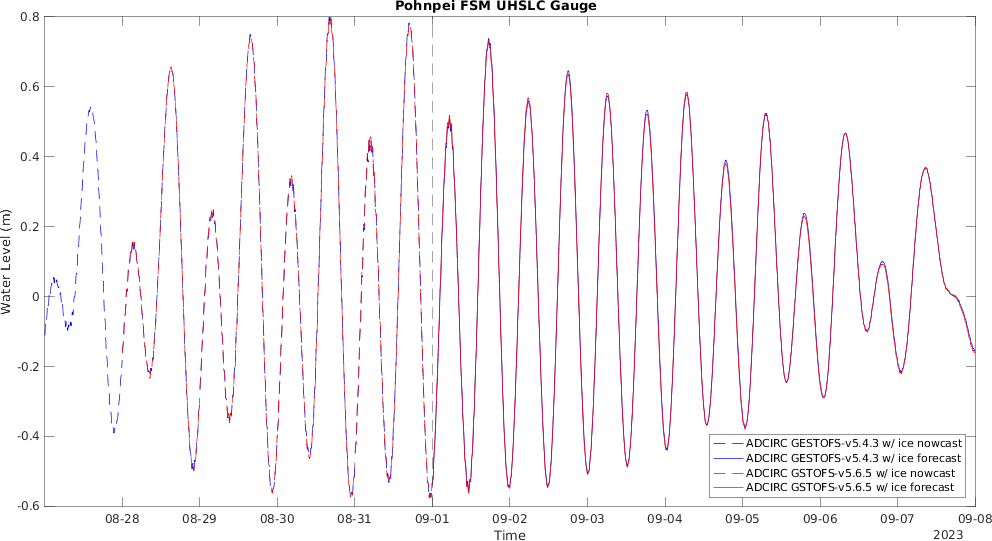 Pohnpei FSM UHSLC Gauge
Water Level (m)
0.8
0.6
0.4
0.2
0
-0.2
-0.4
-0.6
ADCIRC GESTOFS-v5.4.3 w/ ice nowcast
ADCIRC GESTOFS-v5.4.3 w/ ice forecast
ADCIRC GSTOFS-v5.6.5 w/ ice nowcast
ADCIRC GSTOFS-v5.6.5 w/ ice forecast
08-28 08-29 08-30 08-31 09-01 09-02 09-03 09-04 09-05 09-06 09-07 09-08
Time
2023